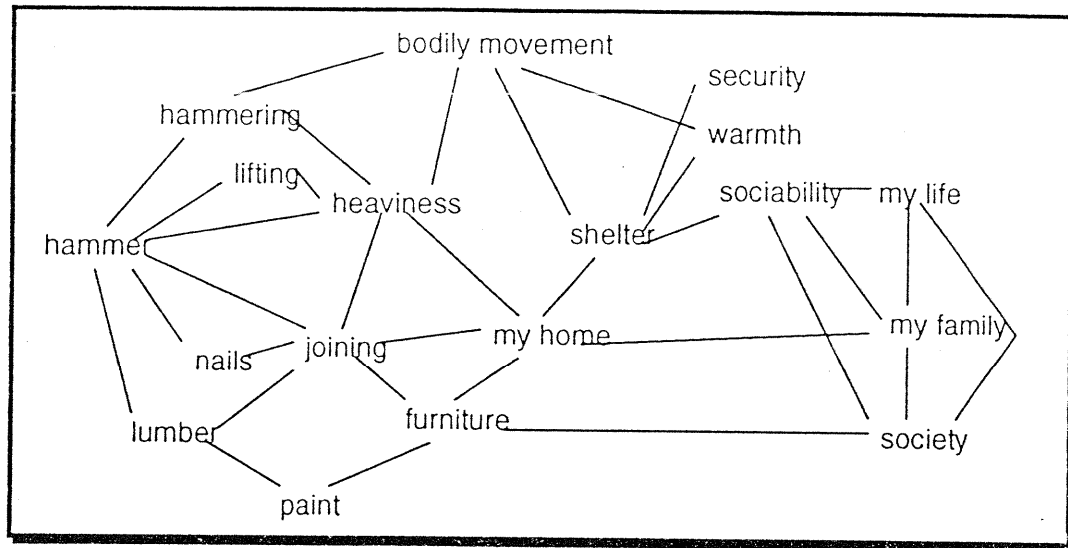 bodily movement
security
hammering
warmth
lifting
heaviness
sociability
my life
shelter
hammer
my family
my home
nails
joining
furniture
lumber
society
paint